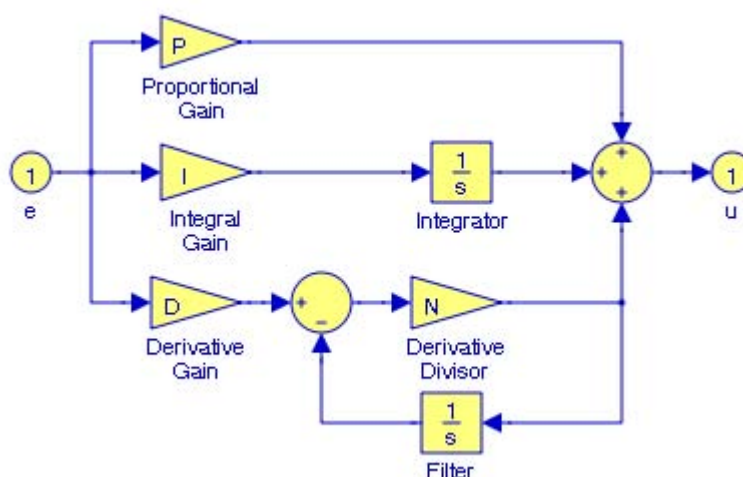 P
Proportional
Gain
1
e
I
Integral
Gain
1
s
Integrator
+
+
+
1
u
D
Derivative
Gain
+
-
N
Derivative
Divisor
1
s
Filter